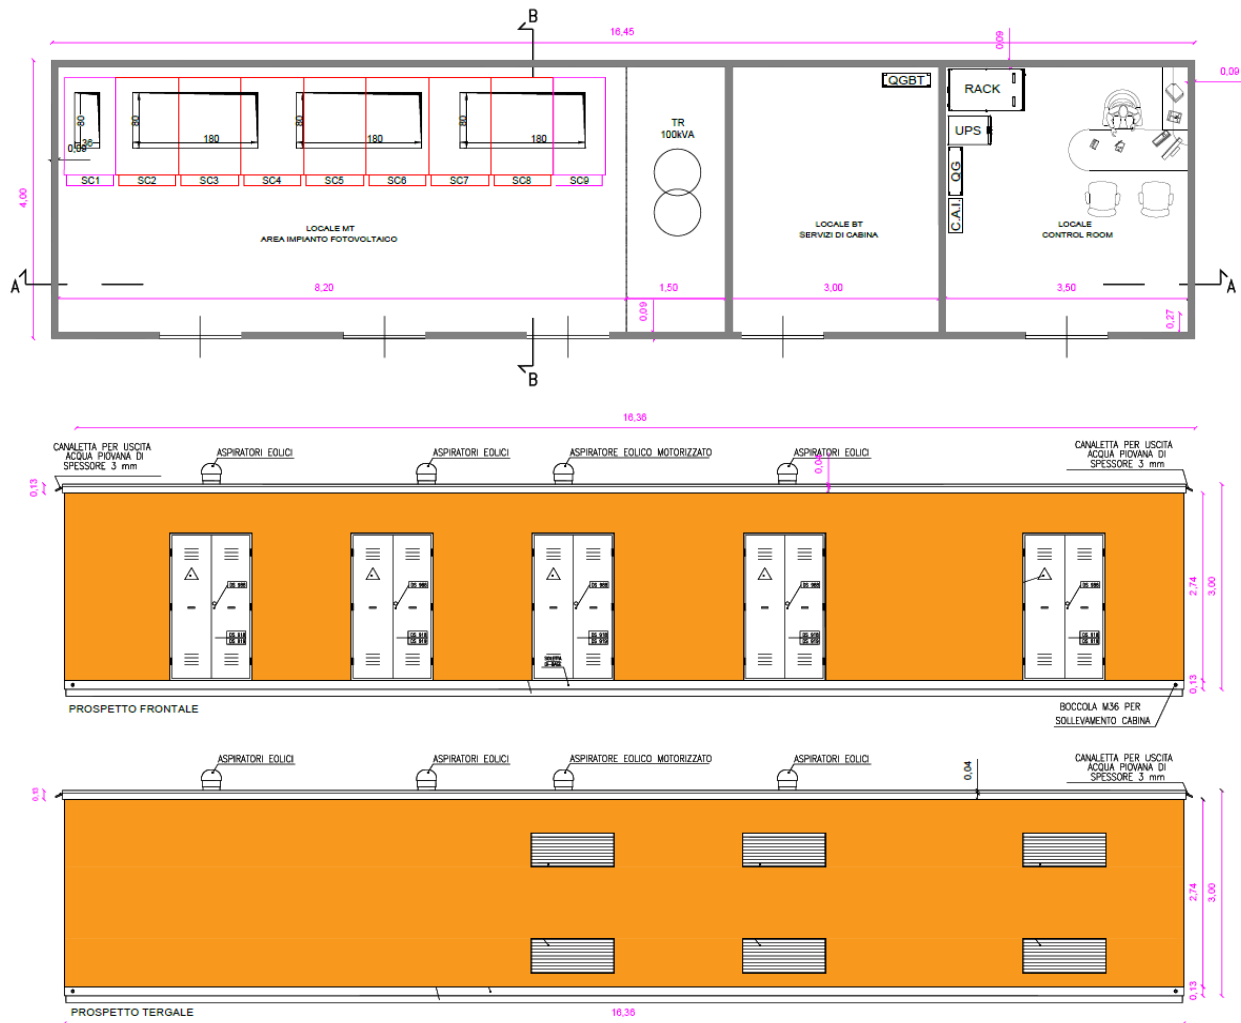 B
16,45
0,09
0,09
QGBT
RACK
UPS
QG
C.A.I.
80
80
180
80
180
80
180
0,09
TR
100kVA
SC1
SC2
SC3
SC4
SC5
SC6
SC7
SC8
SC9
4,00
LOCALE MT
AREA IMPIANTO FOTOVOLTAICO
LOCALE BT
SERVIZI DI CABINA
LOCALE
CONTROL ROOM
A
A
8,20
1,50
3,00
3,50
0,09
0,27
B
16,36
CANALETTA PER USCITA
ACQUA PIOVANA DI
SPESSORE 3 mm
ASPIRATORI EOLICI
ASPIRATORI EOLICI
ASPIRATORE EOLICO MOTORIZZATO
ASPIRATORI EOLICI
CANALETTA PER USCITA
ACQUA PIOVANA DI
SPESSORE 3 mm
0,13
0,04
2,74
3,00
0,13
PROSPETTO FRONTALE
BOCCOLA M36 PER
SOLLEVAMENTO CABINA
ASPIRATORI EOLICI
ASPIRATORI EOLICI
ASPIRATORE EOLICO MOTORIZZATO
ASPIRATORI EOLICI
CANALETTA PER USCITA
ACQUA PIOVANA DI
SPESSORE 3 mm
0,13
0,04
2,74
3,00
0,13
PROSPETTO TERGALE
16,36